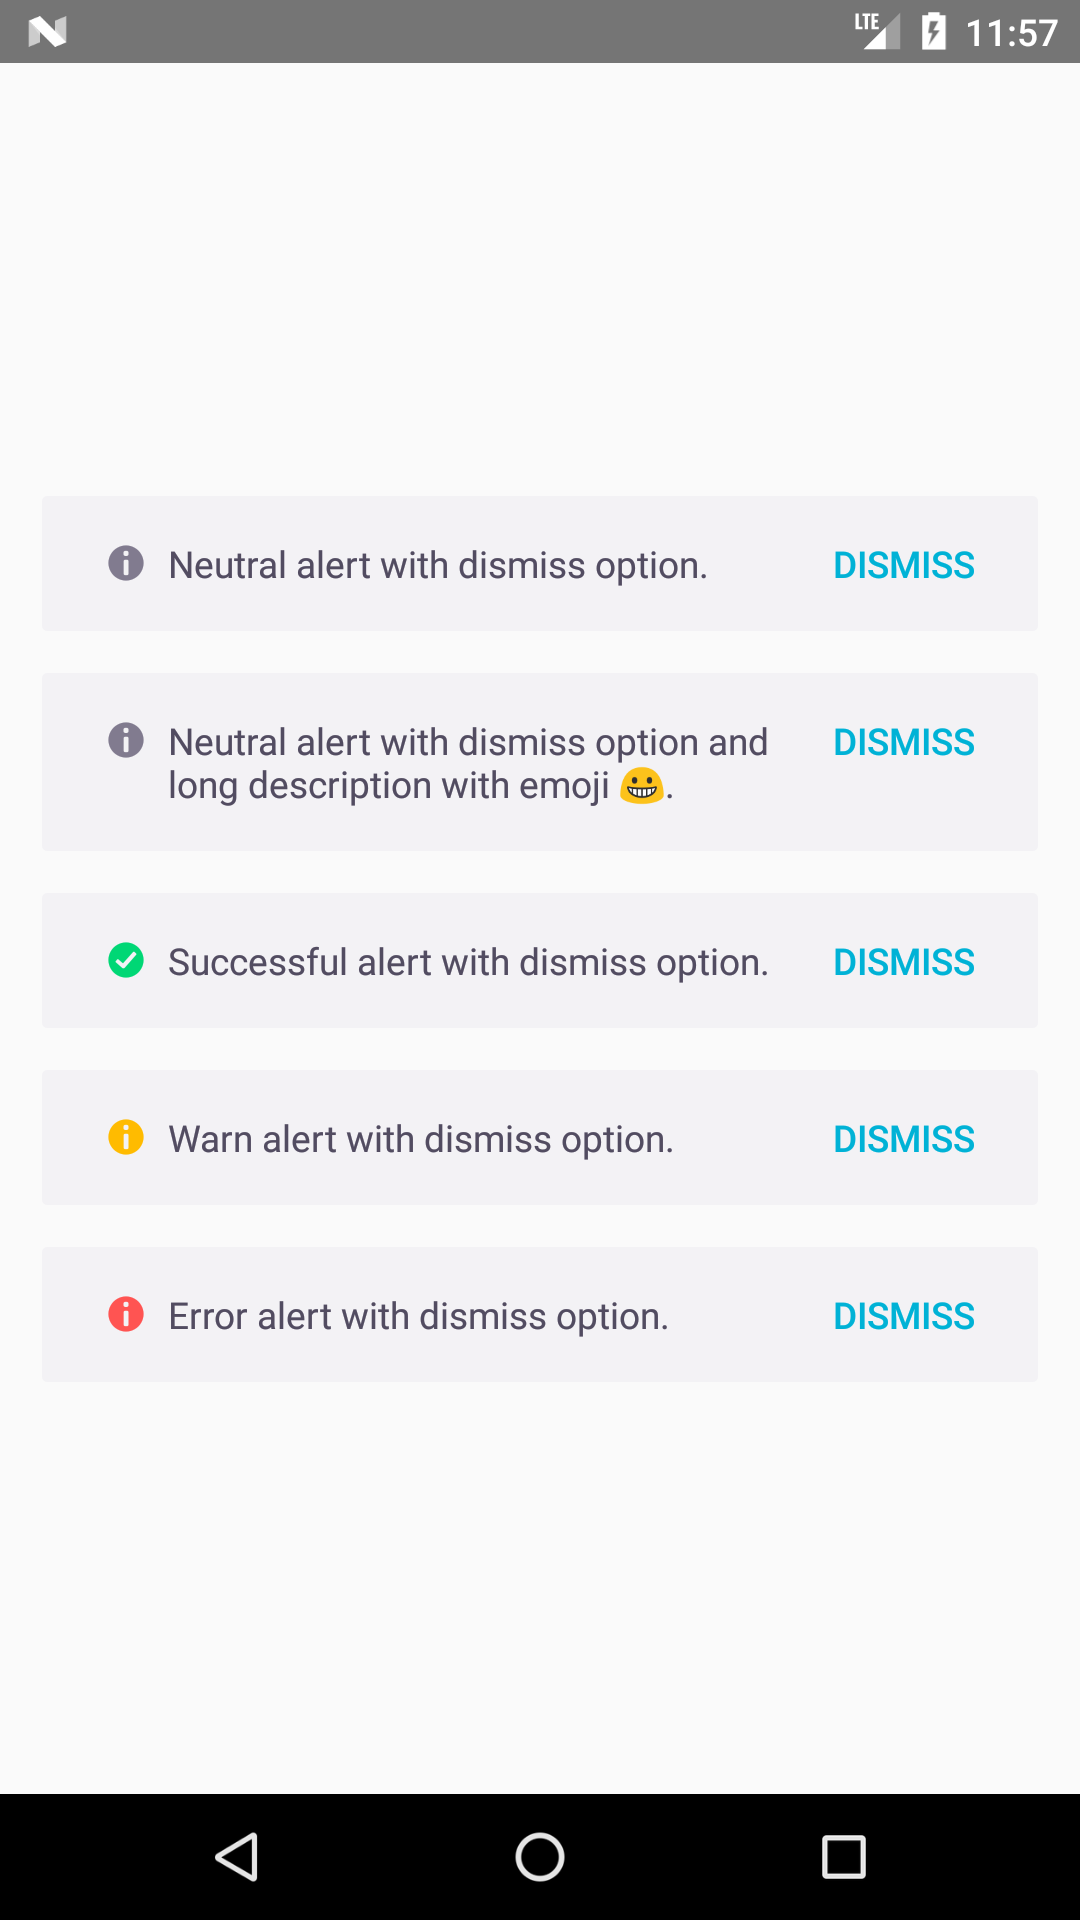 LTE 11:57
Neutral alert with dismiss option. DISMISS
Neutral alert with dismiss option and DISMISS
long description with emoji 😀.
Successful alert with dismiss option. DISMISS
Warn alert with dismiss option. DISMISS
Error alert with dismiss option. DISMISS